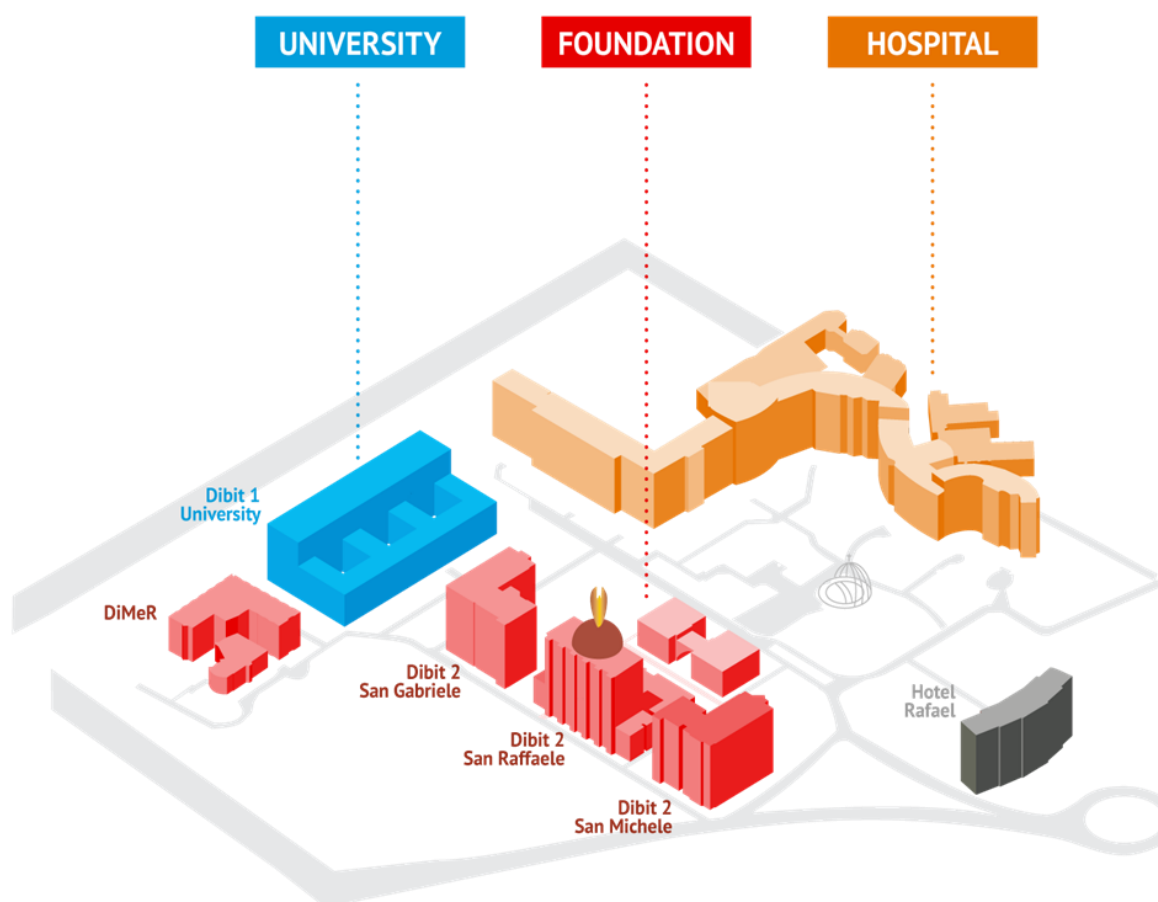 UNIVERSITY
FOUNDATION
HOSPITAL
Dibit 1
University
DiMeR
Dibit 2
San Gabriele
Dibit 2
San Raffaele
Dibit 2
San Michele
Hotel
Rafael